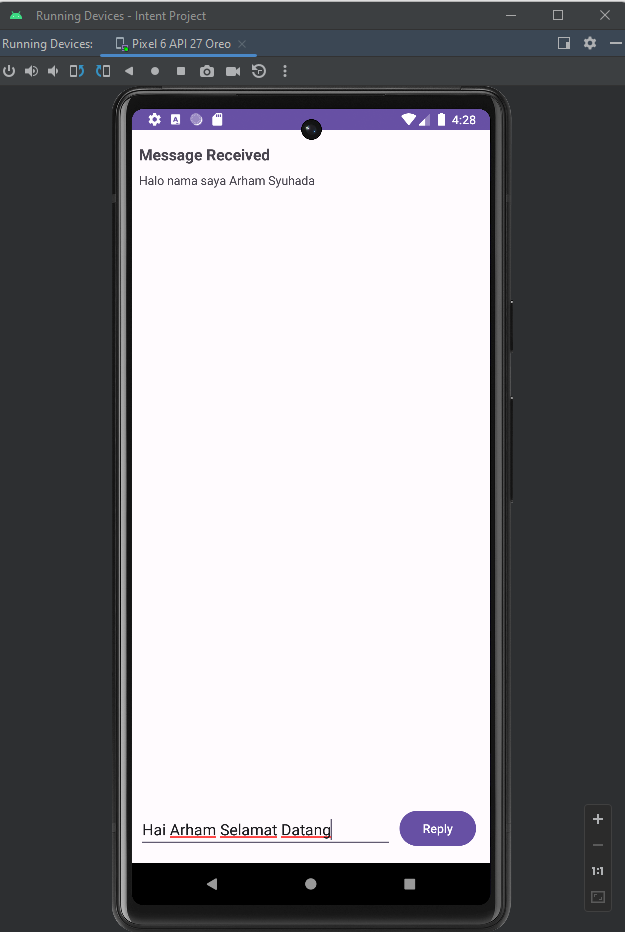 Running Devices - Intent Project
Running Devices: Pixel 6 API 27 Oreo
4:28
Message Received
Halo nama saya Arham Syuhada
Hai Arham Selamat Datang
Reply
1:1